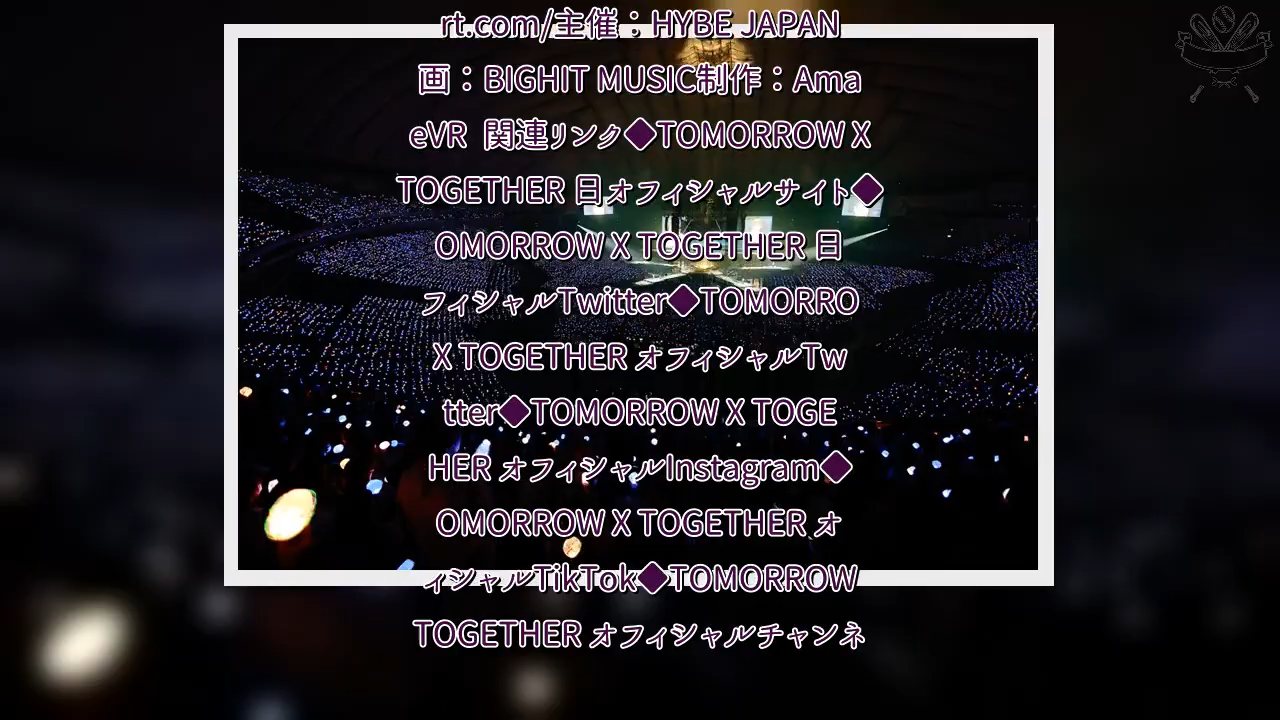 rt.com/主催：HYBE JAPAN
画：BIGHIT MUSIC制作：Ama
eVR 関連リンク◆TOMORROW X
TOGETHER 日オフィシャルサイト◆
OMORROW X TOGETHER 日
フィシャルTwitter◆TOMORRO
X TOGETHER オフィシャルTw
tter◆TOMORROW X TOGE
HER オフィシャルInstagram◆
OMORROW X TOGETHER オ
ィシャルTikTok◆TOMORROW
TOGETHER オフィシャルチャンネ